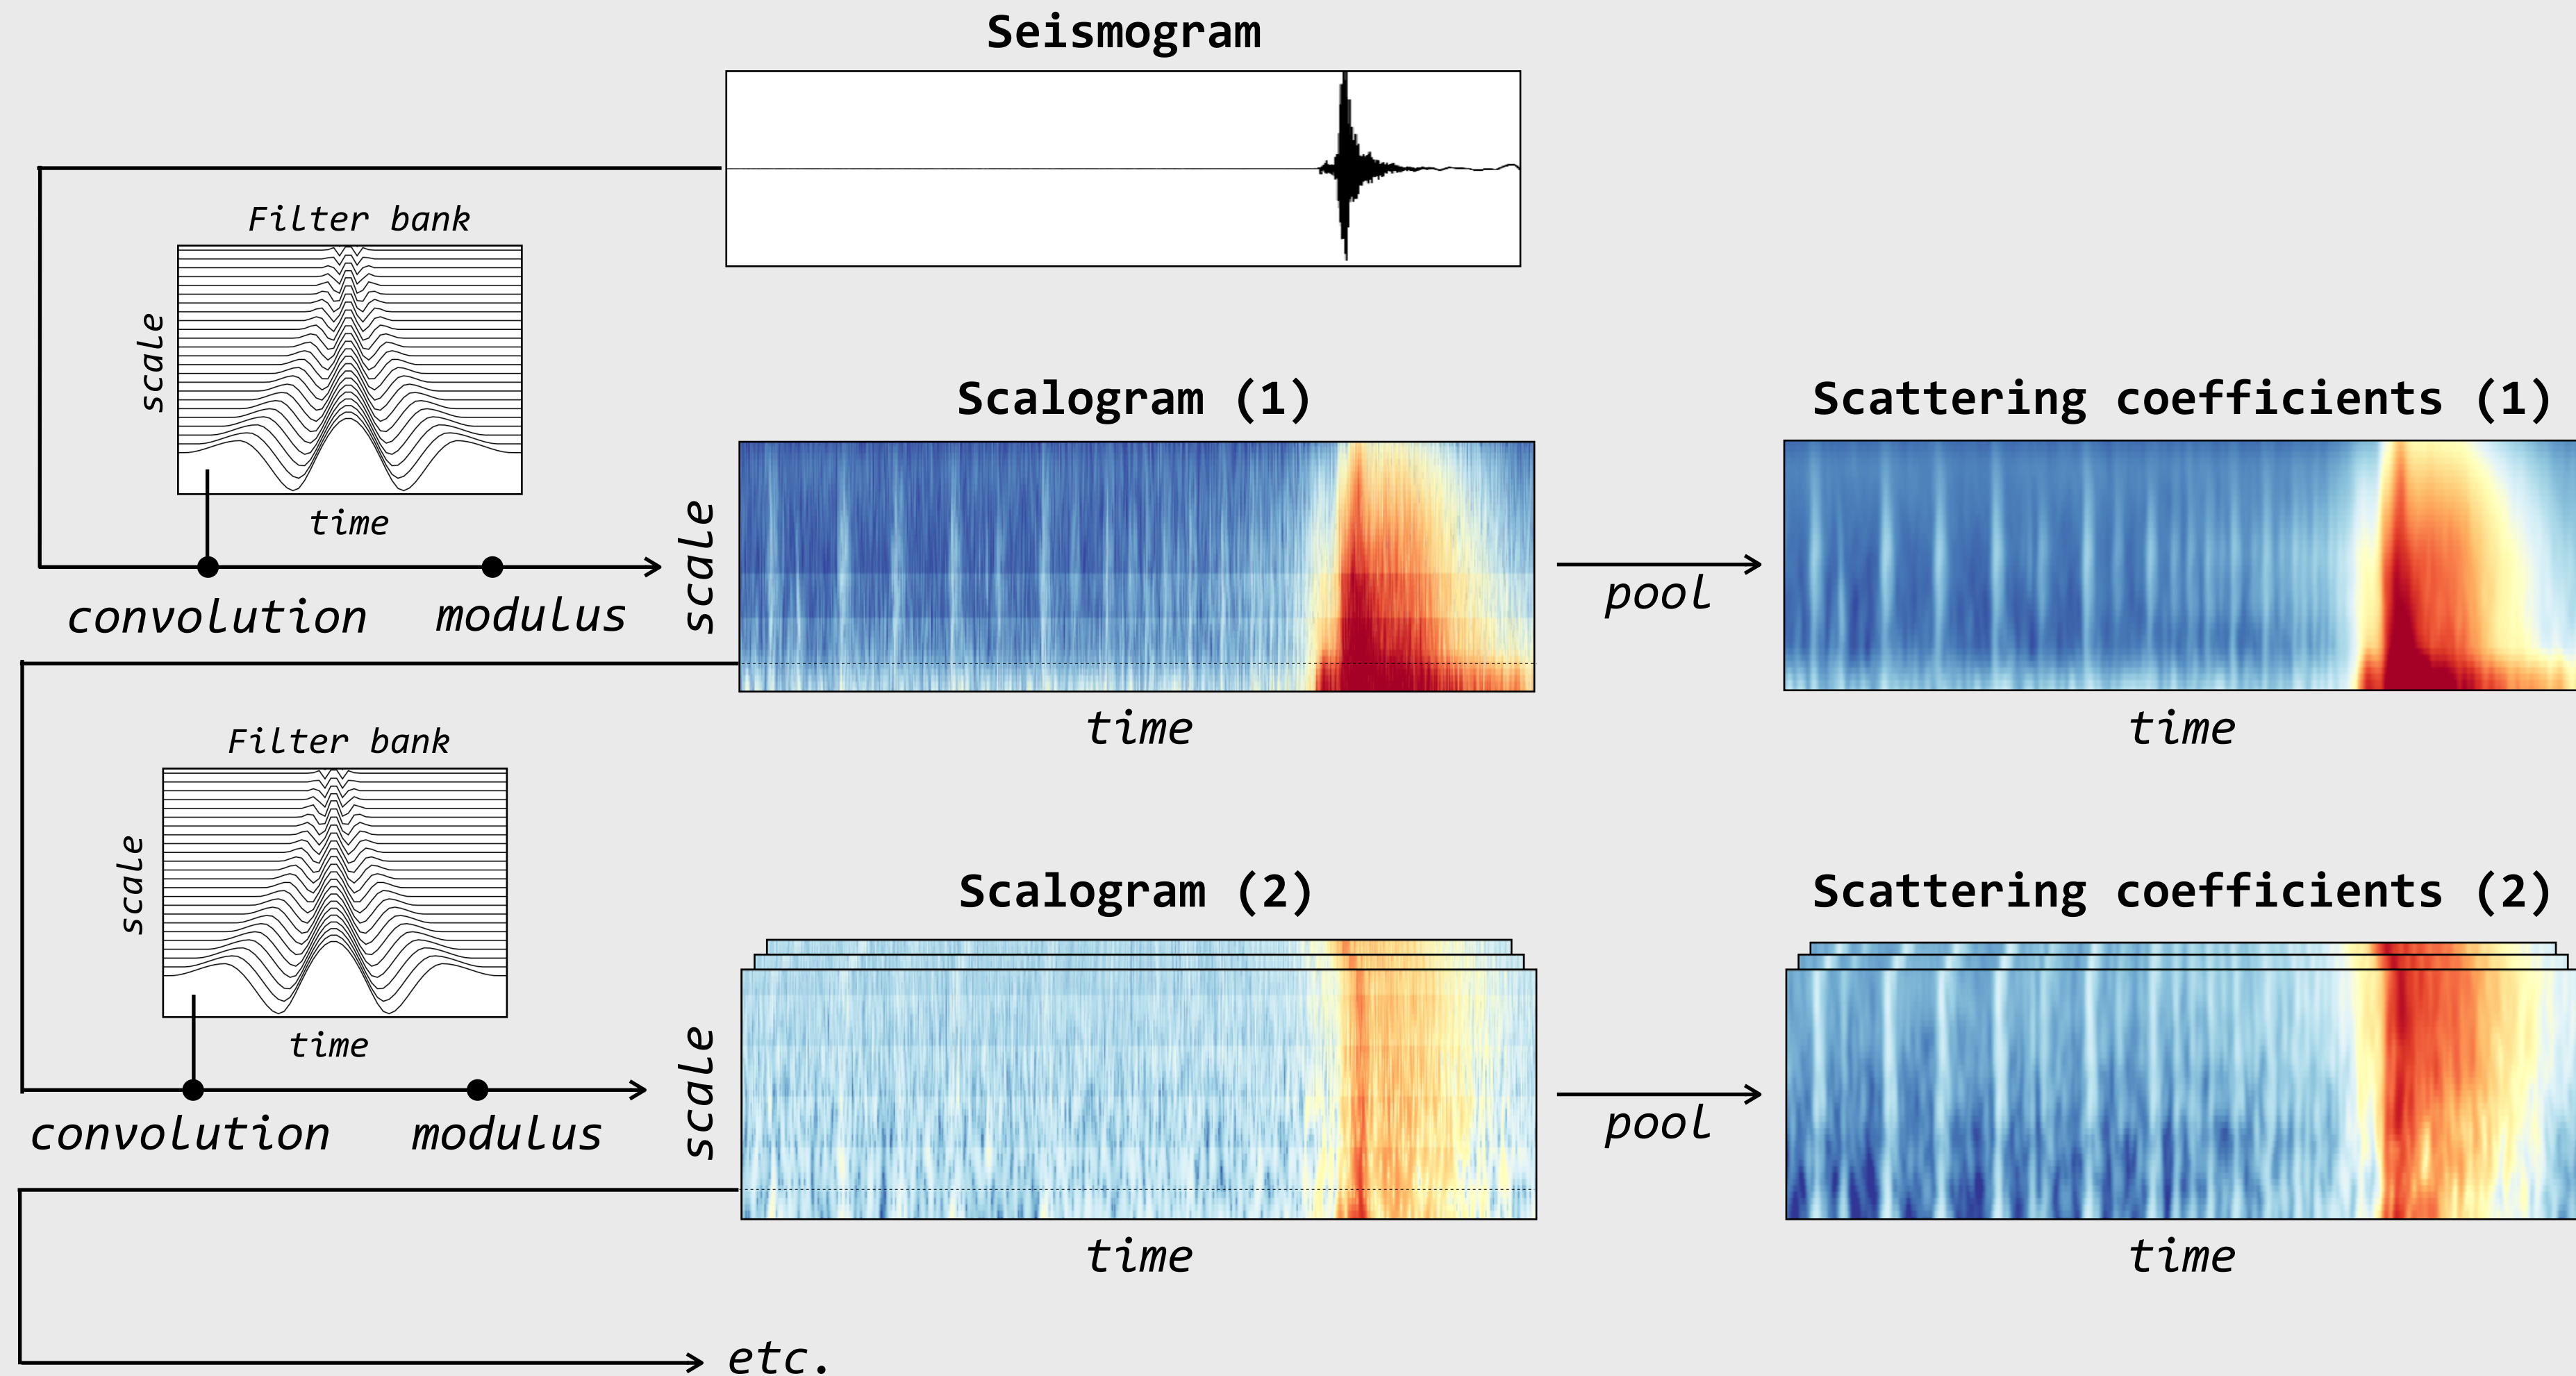 Seismogram
Filter bank
scale
time
convolution
modulus
Scalogram (1)
scale
time
pool
Scattering coefficients (1)
time
Filter bank
scale
time
convolution
modulus
Scalogram (2)
scale
time
pool
Scattering coefficients (2)
time
etc.